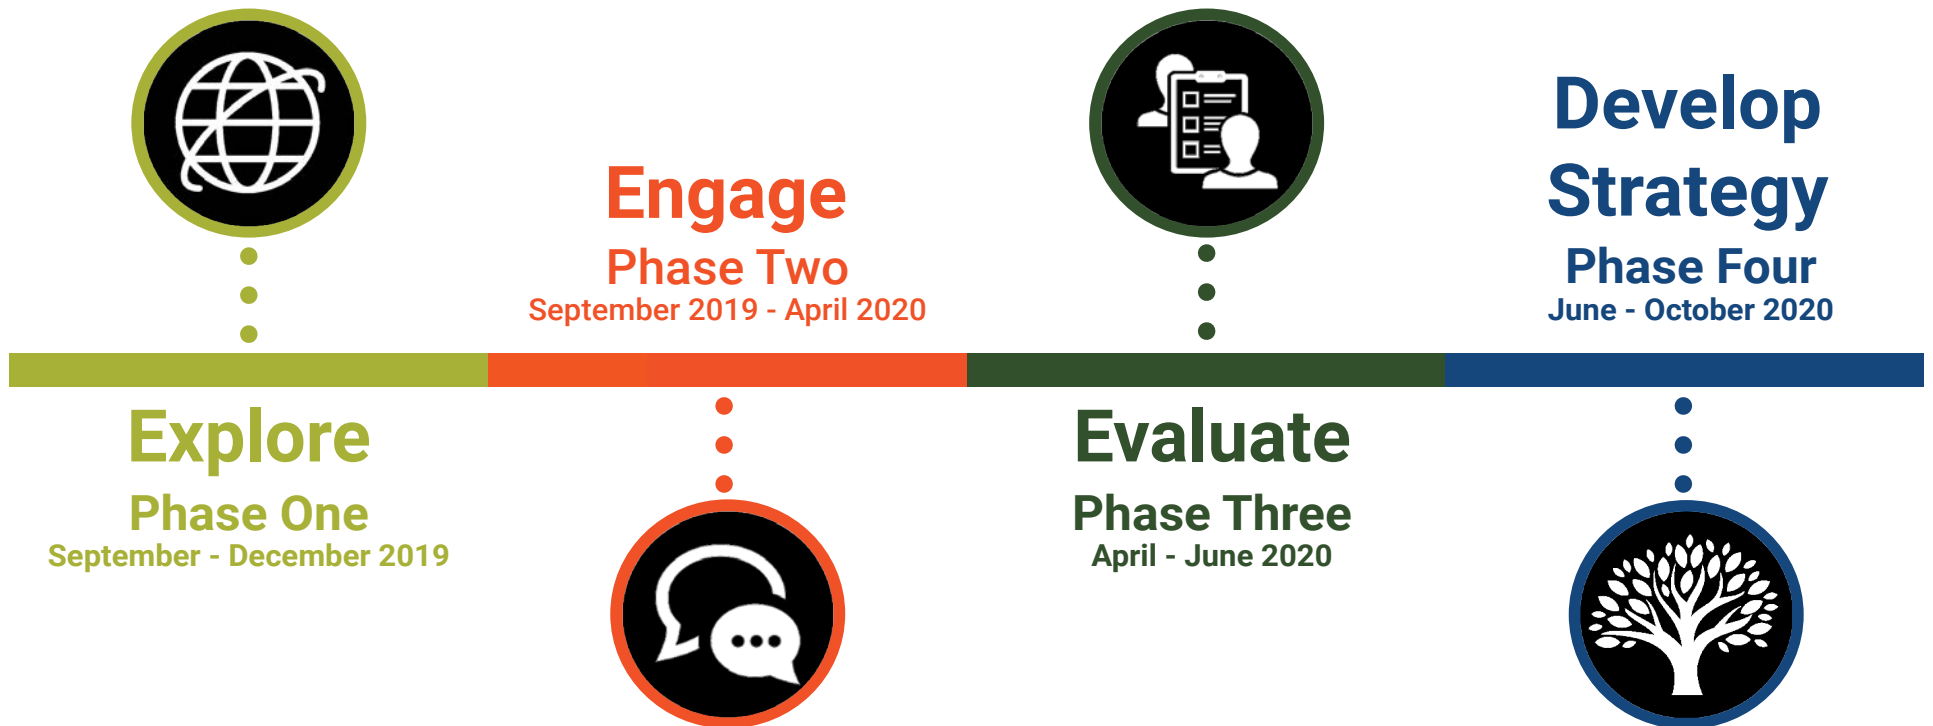 Explore
Phase One
September - December 2019
Engage
Phase Two
September 2019 - April 2020
Evaluate
Phase Three
April - June 2020
Develop
Strategy
Phase Four
June - October 2020